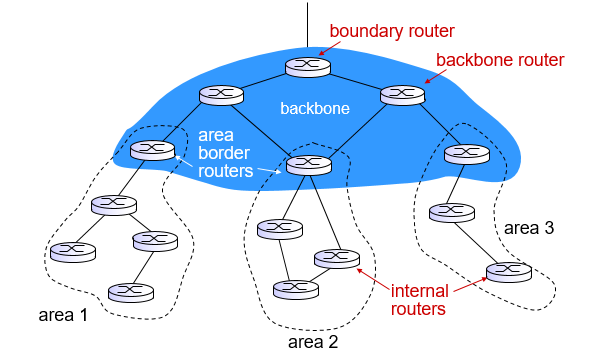 boundary router
backbone router
backbone
area
border
routers
area 3
internal
routers
area 1
area 2